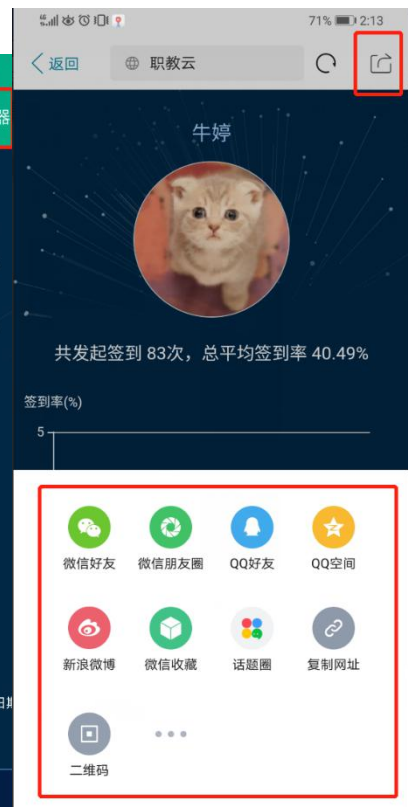 71% 2:13
返回 职教云
器
牛婷
共发起签到 83次，总平均签到率 40.49%
签到率(%)
5
微信好友 微信朋友圈 QQ好友 QQ空间
新浪微博 微信收藏 话题圈 复制网址
二维码